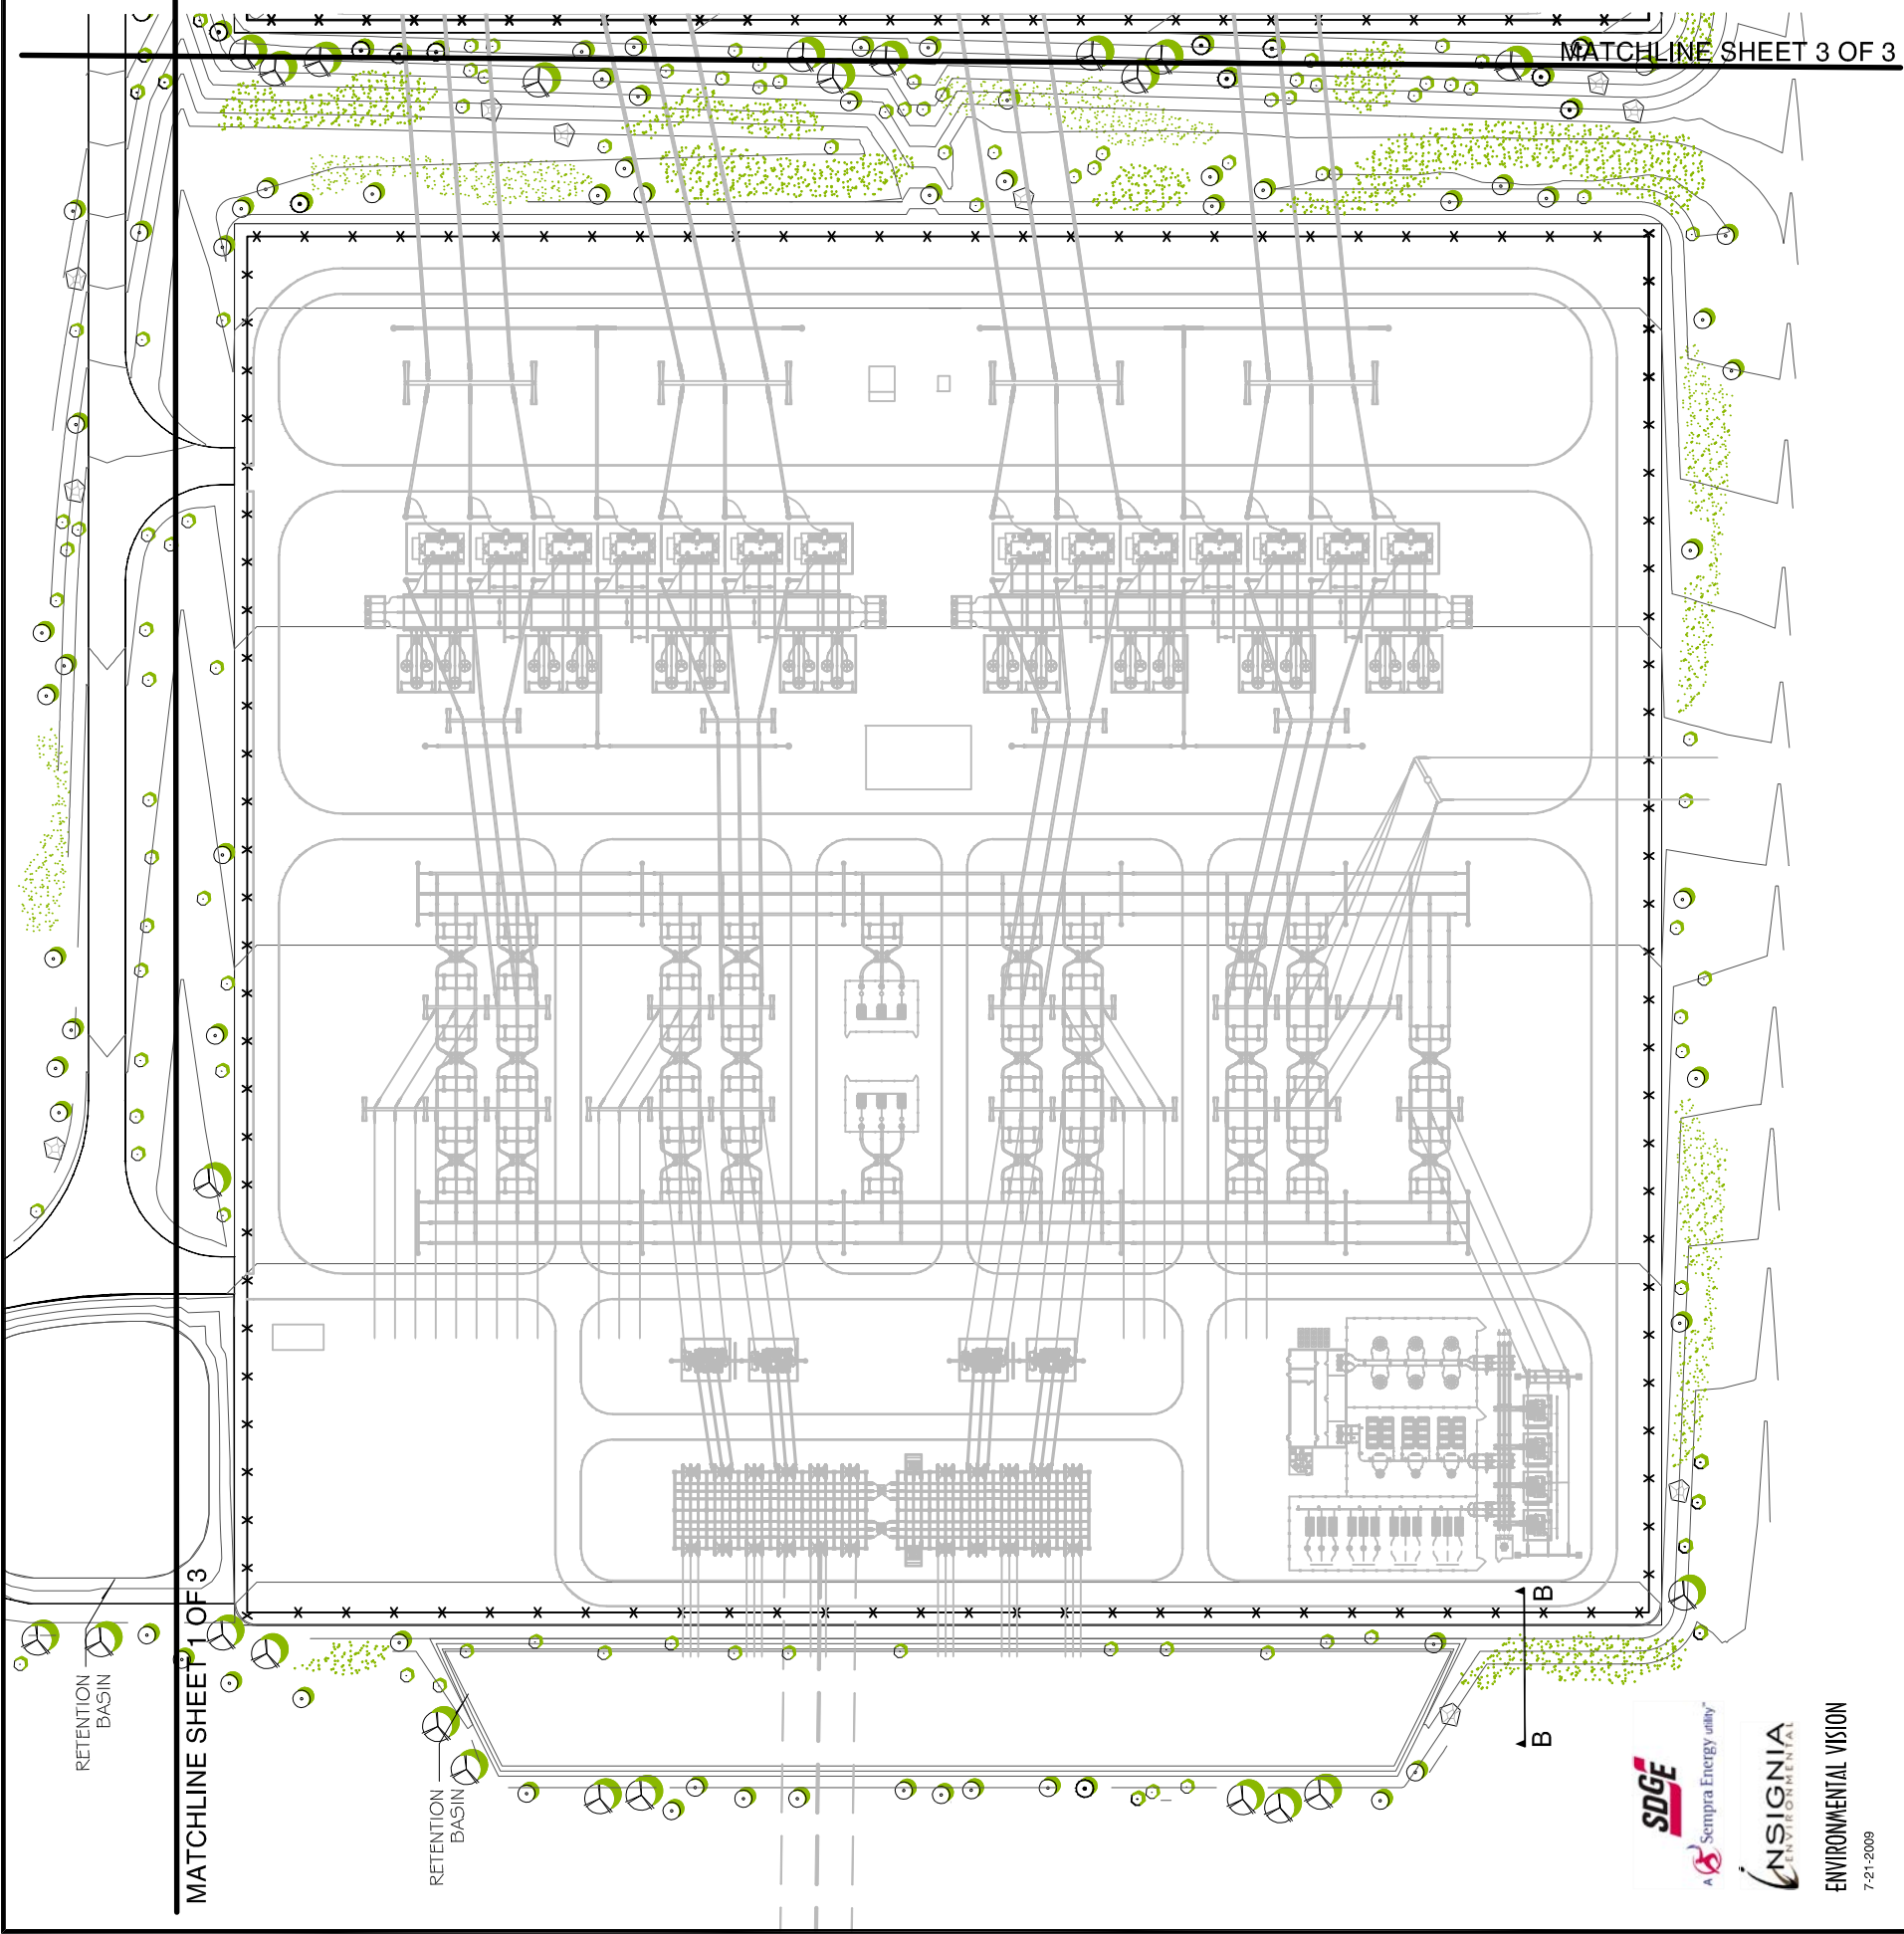 MATCHLINE SHEET 3 OF 3
MATCHLINE SHEET 1 OF 3
RETENTION
BASIN
RETENTION
BASIN
B
B
SDGE
A Sempra Energy utility™
INSIGNIA
ENVIRONMENTAL
ENVIRONMENTAL VISION
7-21-2009